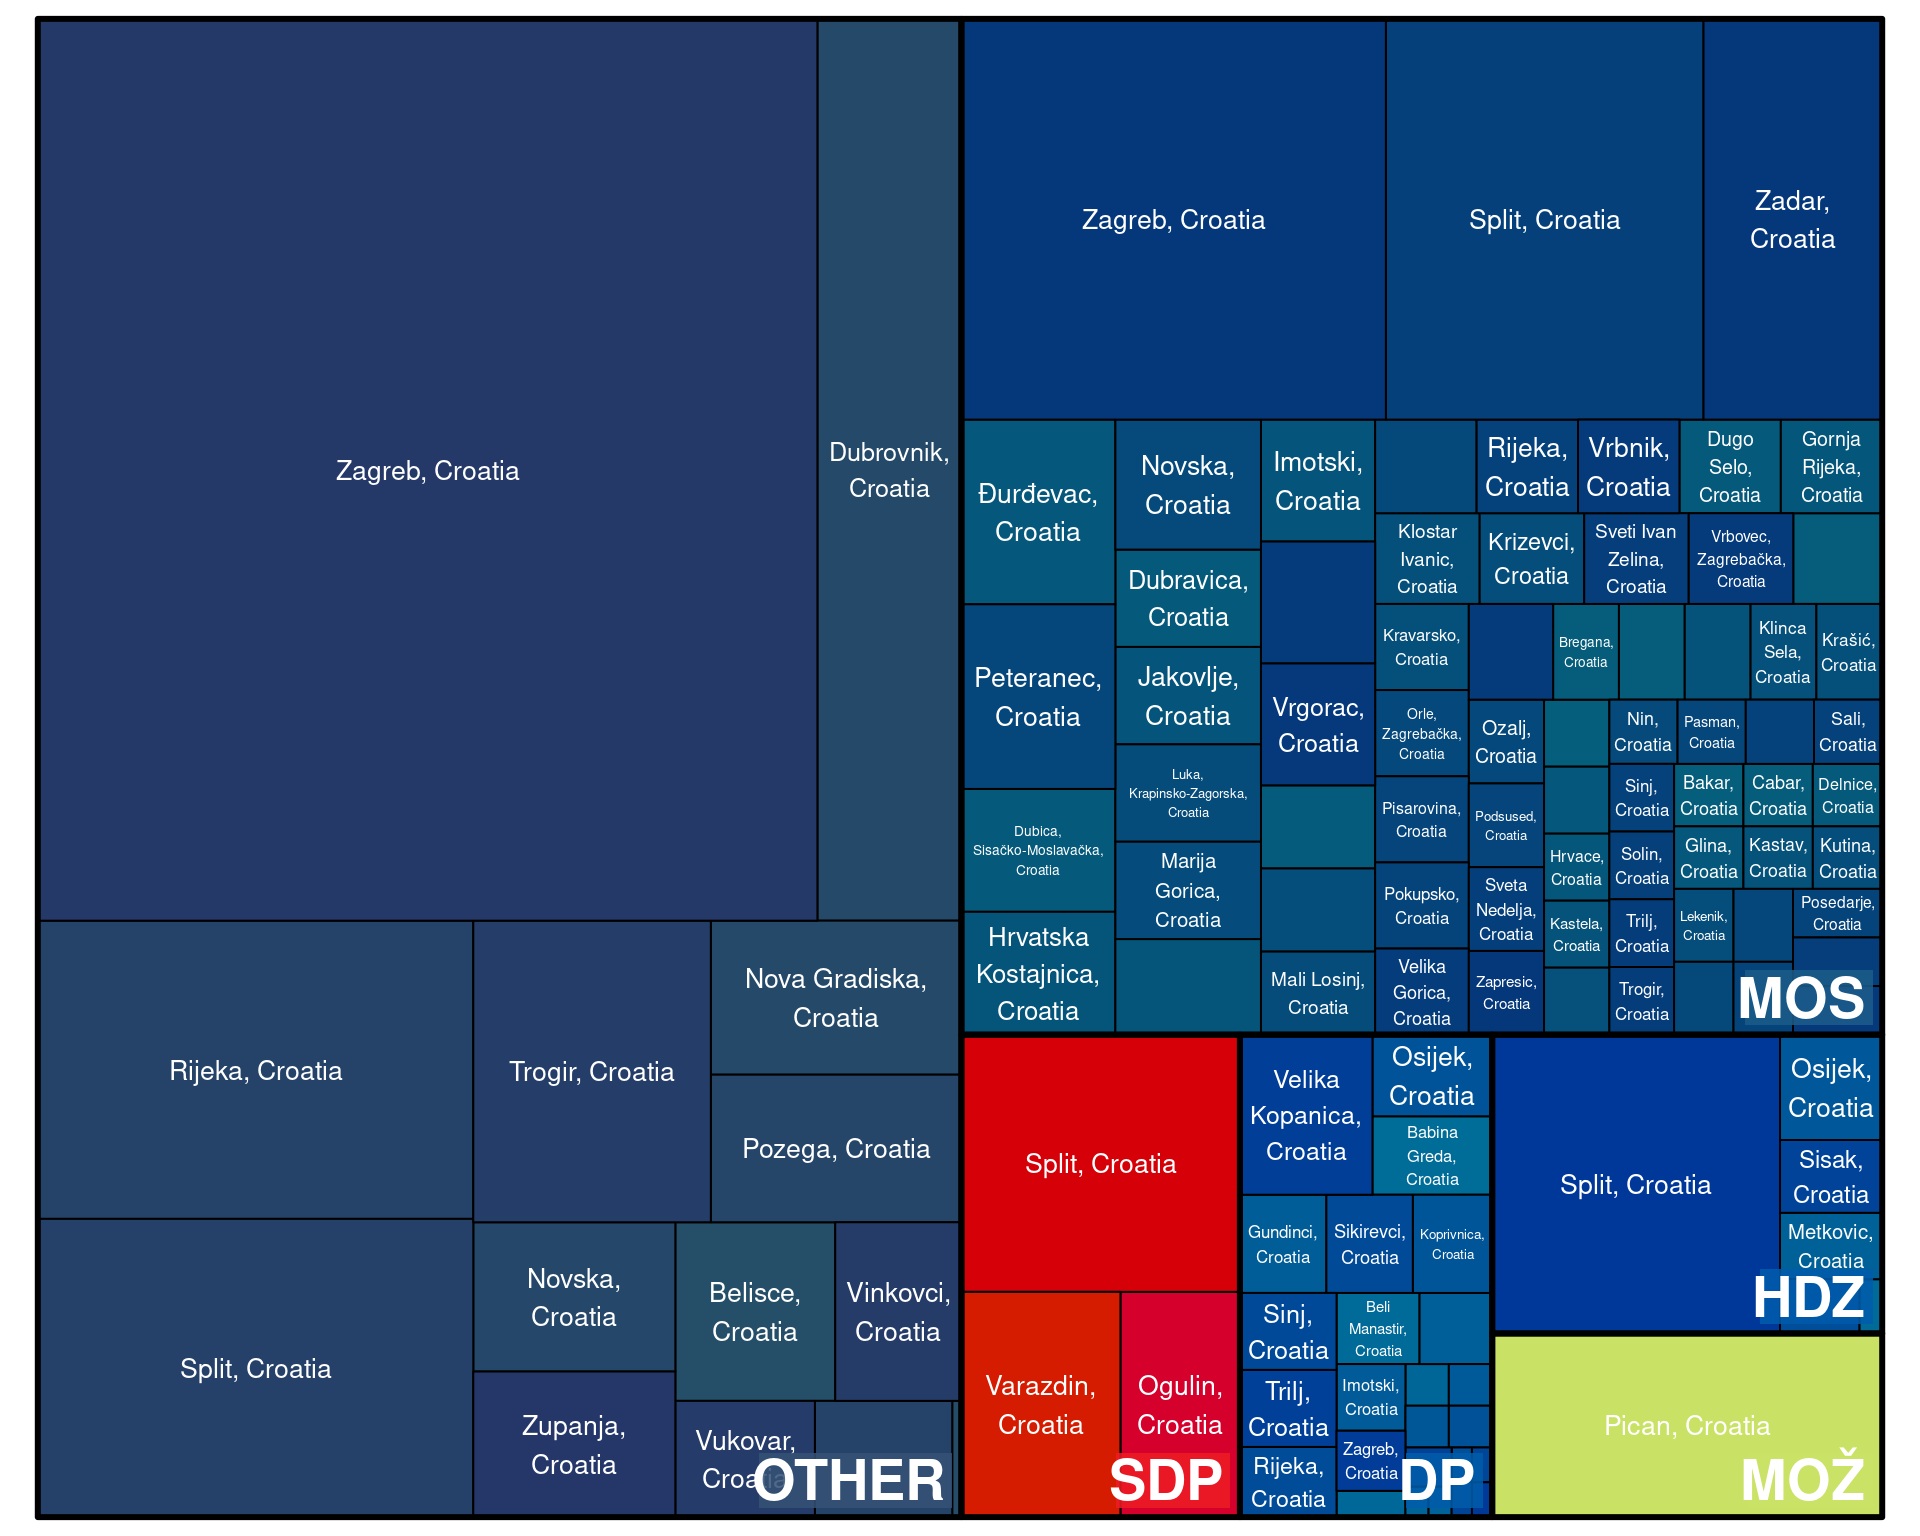 Zagreb, Croatia
Dubrovnik,
Croatia
Rijeka, Croatia
Trogir, Croatia
Nova Gradiska,
Croatia
Pozega, Croatia
Split, Croatia
Novska,
Croatia
Belisce,
Croatia
Vinkovci,
Croatia
Zupanja,
Croatia
Vukovar,
Croatia
OTHER
Zagreb, Croatia
Split, Croatia
Zadar,
Croatia
Đurđevac,
Croatia
Peteranec,
Croatia
Dubica,
Sisačko-Moslavačka,
Croatia
Hrvatska
Kostajnica,
Croatia
Novska,
Croatia
Dubravica,
Croatia
Jakovlje,
Croatia
Luka,
Krapinsko-Zagorska,
Croatia
Marija
Gorica,
Croatia
Imotski,
Croatia
Vrgorac,
Croatia
Mali Losinj,
Croatia
Rijeka,
Croatia
Vrbnik,
Croatia
Dugo
Selo,
Croatia
Gornja
Rijeka,
Croatia
Klostar
Ivanic,
Croatia
Krizevci,
Croatia
Sveti Ivan
Zelina,
Croatia
Vrbovec,
Zagrebačka,
Croatia
Kravarsko,
Croatia
Orle,
Zagrebačka,
Croatia
Pisarovina,
Croatia
Pokupsko,
Croatia
Velika
Gorica,
Croatia
Bregana,
Croatia
Klinca
Sela,
Croatia
Krašić,
Croatia
Ozalj,
Croatia
Podsused,
Croatia
Sveta
Nedelja,
Croatia
Zapresic,
Croatia
Hrvace,
Croatia
Kastela,
Croatia
Nin,
Croatia
Pasman,
Croatia
Sali,
Croatia
Sinj,
Croatia
Solin,
Croatia
Trilj,
Croatia
Trogir,
Croatia
Bakar,
Croatia
Cabar,
Croatia
Delnice,
Croatia
Glina,
Croatia
Kastav,
Croatia
Kutina,
Croatia
Lekenik,
Croatia
Posedarje,
Croatia
MOS
Split, Croatia
Varazdin,
Croatia
Ogulin,
Croatia
SDP
Velika
Kopanica,
Croatia
Osijek,
Croatia
Babina
Greda,
Croatia
Gundinci,
Croatia
Sikirevci,
Croatia
Koprivnica,
Croatia
Sinj,
Croatia
Trilj,
Croatia
Rijeka,
Croatia
Beli
Manastir,
Croatia
Imotski,
Croatia
Zagreb,
Croatia
DP
Split, Croatia
Osijek,
Croatia
Sisak,
Croatia
Metkovic,
Croatia
HDZ
Pican, Croatia
MOŽ